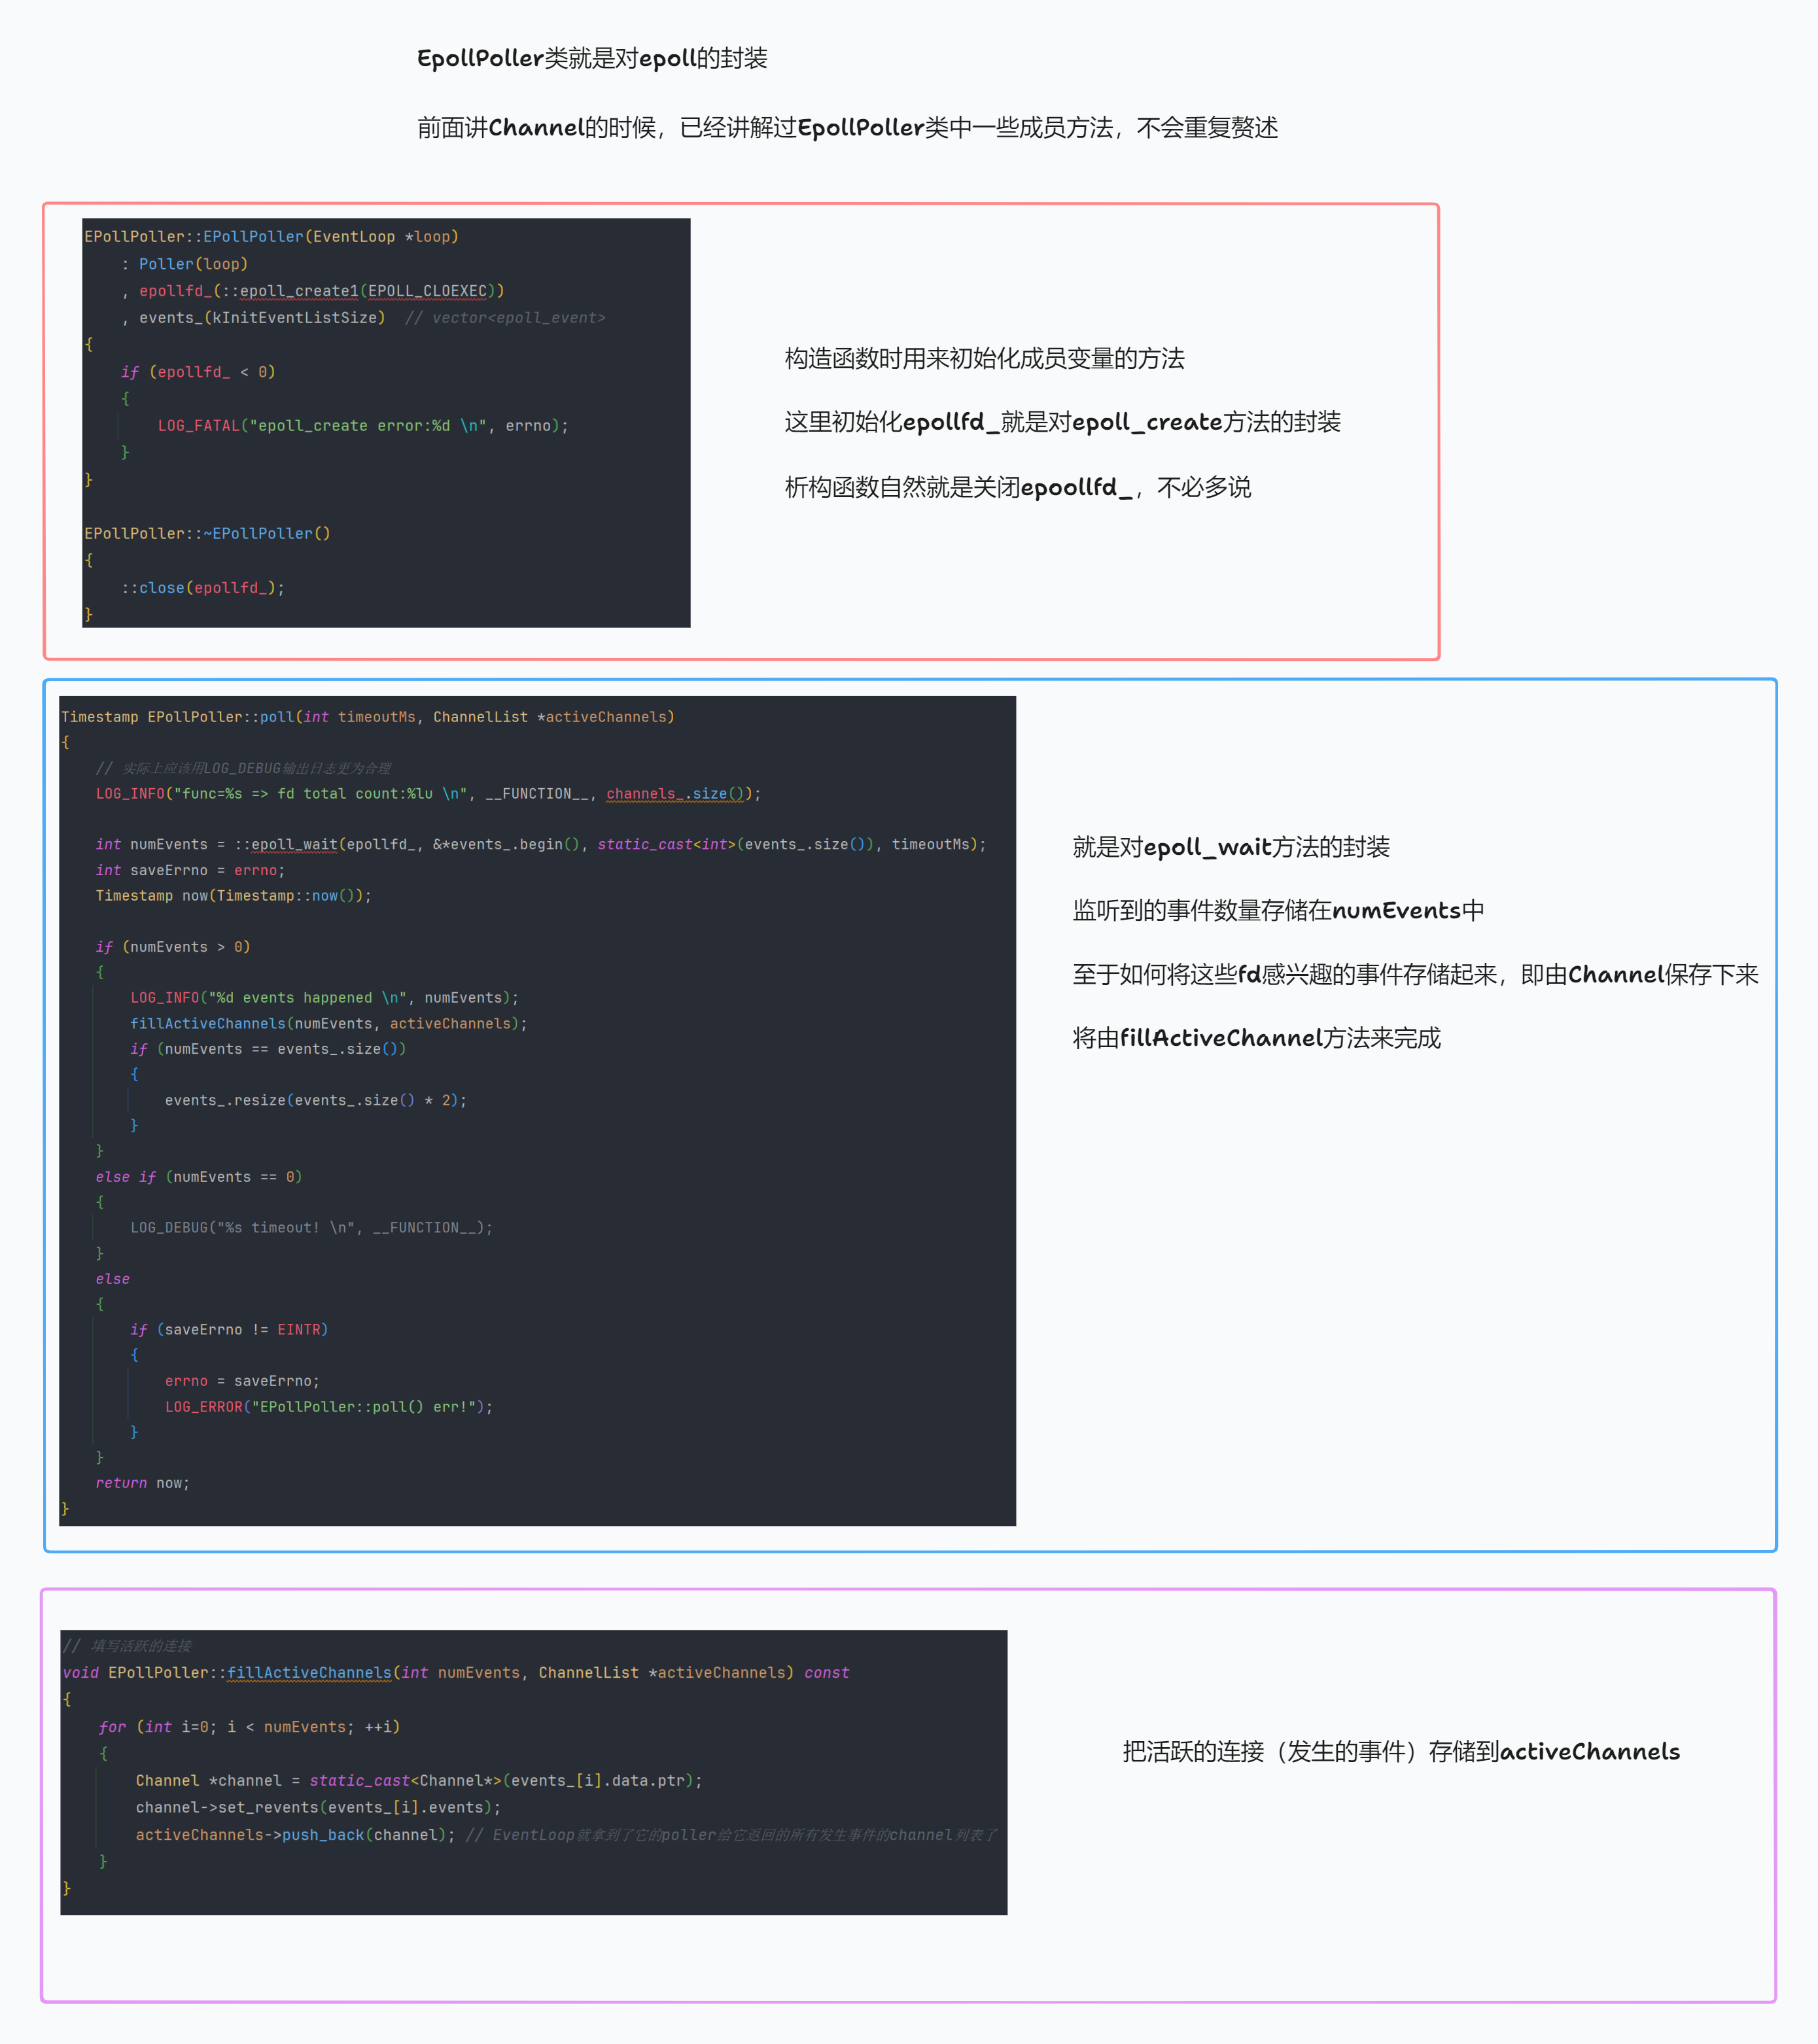 EpollPoller类就是对epoll的封装
前面讲Channel的时候，已经讲解过EpollPoller类中一些成员方法，不会重复赘述
EPollPoller::EPollPoller(EventLoop *loop)
    : Poller(loop)
    , epollfd_(::epoll_create1(EPOLL_CLOEXEC))
    , events_(kInitEventListSize)  // vector<epoll_event>
{
    if (epollfd_ < 0)
    {
        LOG_FATAL("epoll_create error:%d \n", errno);
    }
}
EPollPoller::~EPollPoller()
{
    ::close(epollfd_);
}
构造函数时用来初始化成员变量的方法
这里初始化epollfd_就是对epoll_create方法的封装
析构函数自然就是关闭epoollfd_，不必多说
Timestamp EPollPoller::poll(int timeoutMs, ChannelList *activeChannels)
{
    // 实际上应该用LOG_DEBUG输出日志更为合理
    LOG_INFO("func=%s => fd total count:%lu \n", __FUNCTION__, channels_.size());
    int numEvents = ::epoll_wait(epollfd_, &*events_.begin(), static_cast<int>(events_.size()), timeoutMs);
    int saveErrno = errno;
    Timestamp now(Timestamp::now());
    if (numEvents > 0)
    {
        LOG_INFO("%d events happened \n", numEvents);
        fillActiveChannels(numEvents, activeChannels);
        if (numEvents == events_.size())
        {
            events_.resize(events_.size() * 2);
        }
    }
    else if (numEvents == 0)
    {
        LOG_DEBUG("%s timeout! \n", __FUNCTION__);
    }
    else
    {
        if (saveErrno != EINTR)
        {
            errno = saveErrno;
            LOG_ERROR("EPollPoller::poll() err!");
        }
    }
    return now;
}
就是对epoll_wait方法的封装
监听到的事件数量存储在numEvents中
至于如何将这些fd感兴趣的事件存储起来，即由Channel保存下来
将由fillActiveChannel方法来完成
// 填写活跃的连接
void EPollPoller::fillActiveChannels(int numEvents, ChannelList *activeChannels) const
{
    for (int i=0; i < numEvents; ++i)
    {
        Channel *channel = static_cast<Channel*>(events_[i].data.ptr);
        channel->set_revents(events_[i].events);
        activeChannels->push_back(channel); // EventLoop就拿到了它的poller给它返回的所有发生事件的channel列表了
    }
}
把活跃的连接（发生的事件）存储到activeChannels